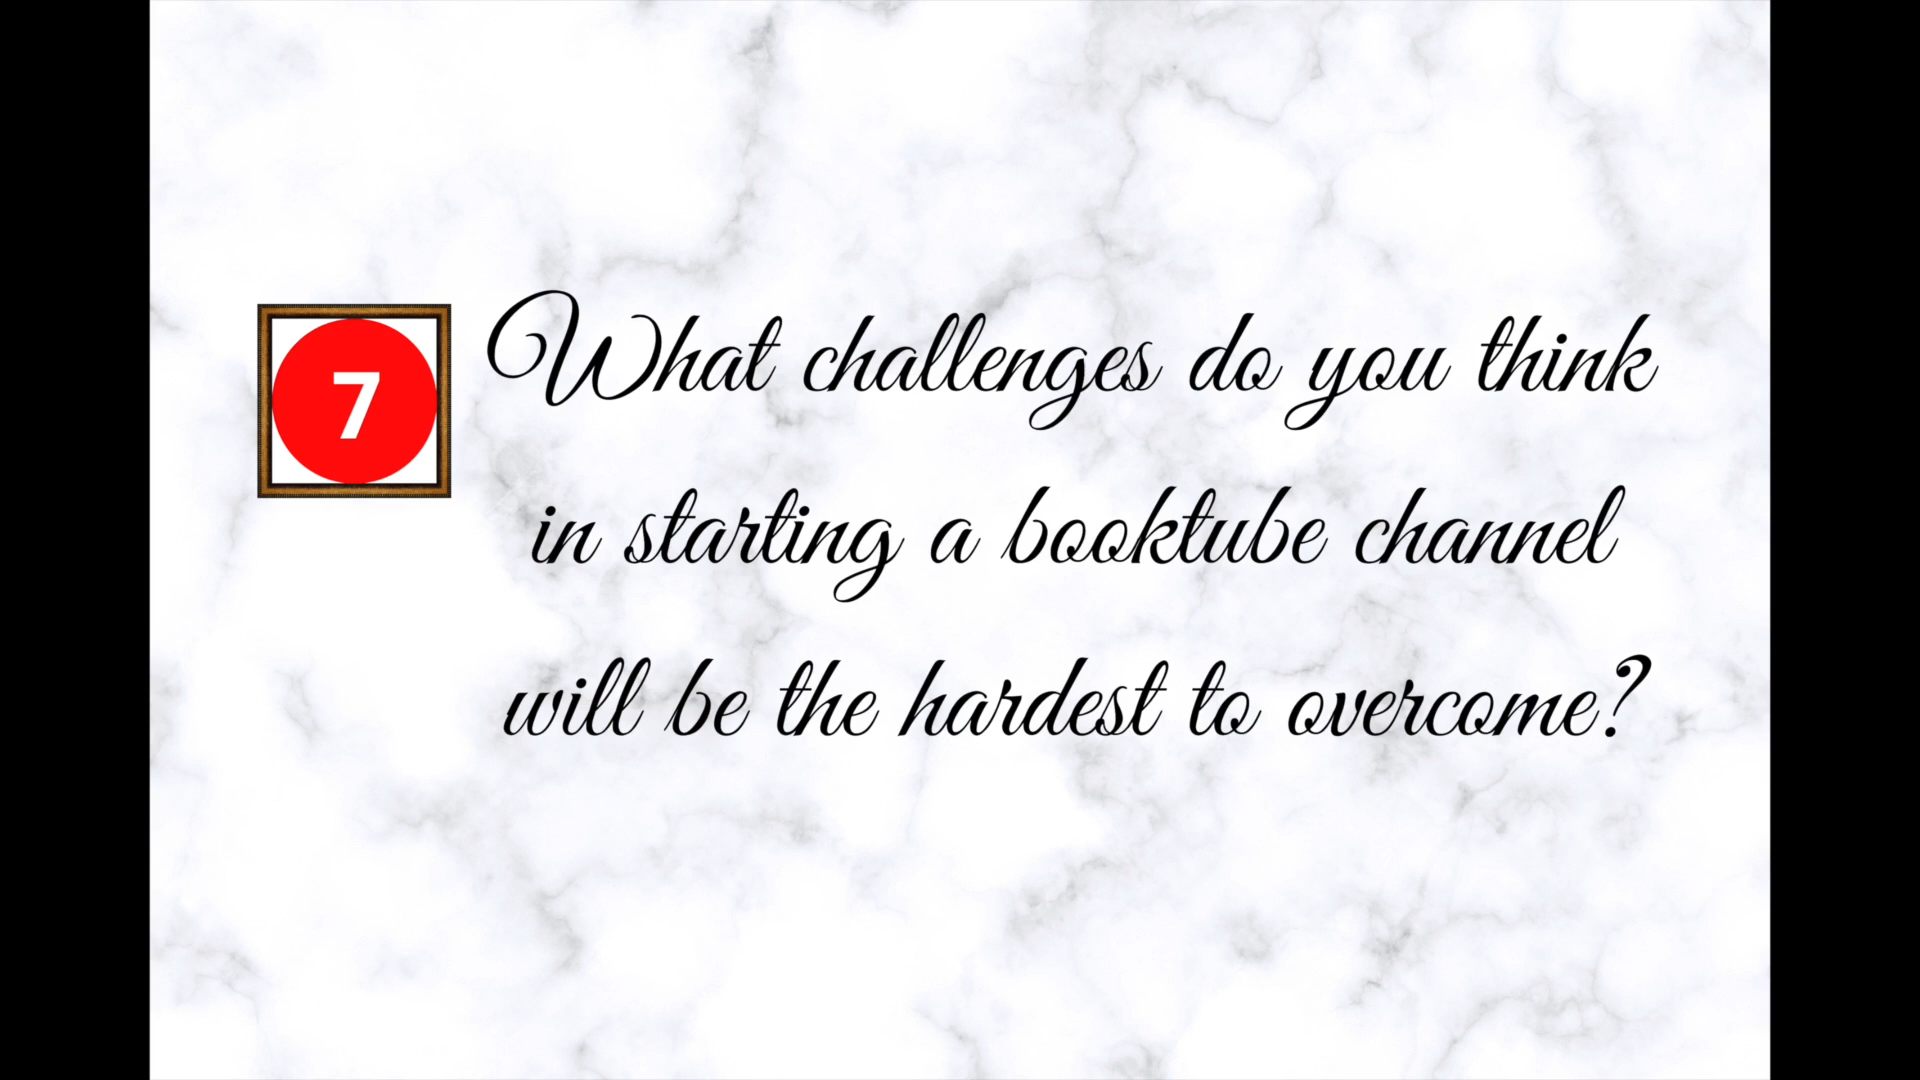 7
What challenges do you think
in starting a booktube channel
will be the hardest to overcome?